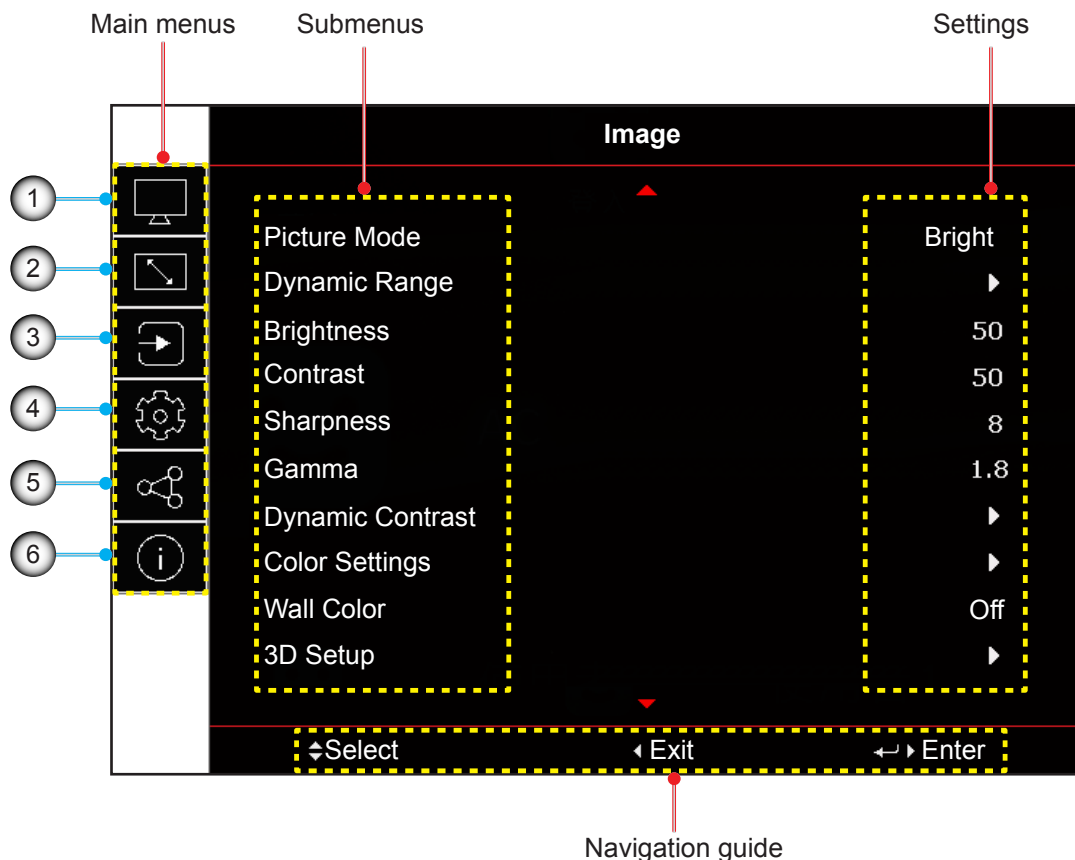 Main menus Submenus Settings
Image
1
2
3
4
5
6
Picture Mode Bright
Dynamic Range
Brightness 50
Contrast 50
Sharpness 8
Gamma 1.8
Dynamic Contrast
Color Settings
Wall Color Off
3D Setup
i
Select Exit Enter
Navigation guide